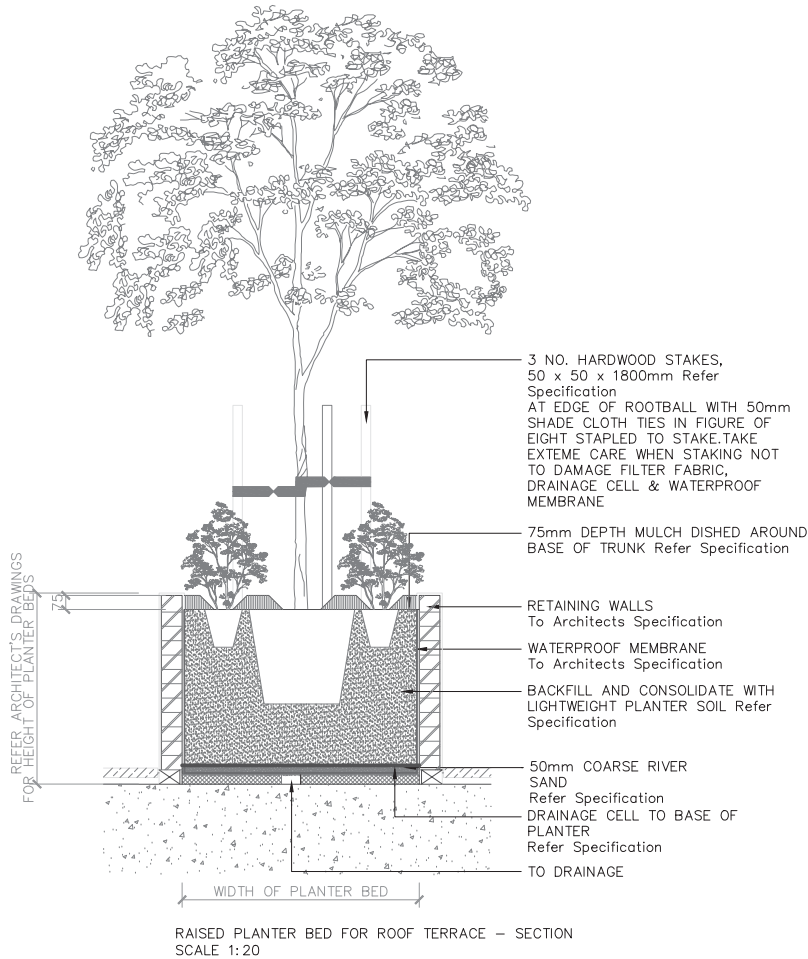 3 NO. HARDWOOD STAKES,
50 x 50 x 1800mm Refer
Specification
AT EDGE OF ROOTBALL WITH 50mm
SHADE CLOTH TIES IN FIGURE OF
EIGHT STAPLED TO STAKE.TAKE
EXTEME CARE WHEN STAKING NOT
TO DAMAGE FILTER FABRIC,
DRAINAGE CELL & WATERPROOF
MEMBRANE
75mm DEPTH MULCH DISHED AROUND
BASE OF TRUNK Refer Specification
REFER ARCHITECT'S DRAWINGS
FOR HEIGHT OF PLANTER BEDS
75
RETAINING WALLS
To Architects Specification
WATERPROOF MEMBRANE
To Architects Specification
BACKFILL AND CONSOLIDATE WITH
LIGHTWEIGHT PLANTER SOIL Refer
Specification
50mm COARSE RIVER
SAND
Refer Specification
DRAINAGE CELL TO BASE OF
PLANTER
Refer Specification
TO DRAINAGE
WIDTH OF PLANTER BED
RAISED PLANTER BED FOR ROOF TERRACE – SECTION
SCALE 1:20